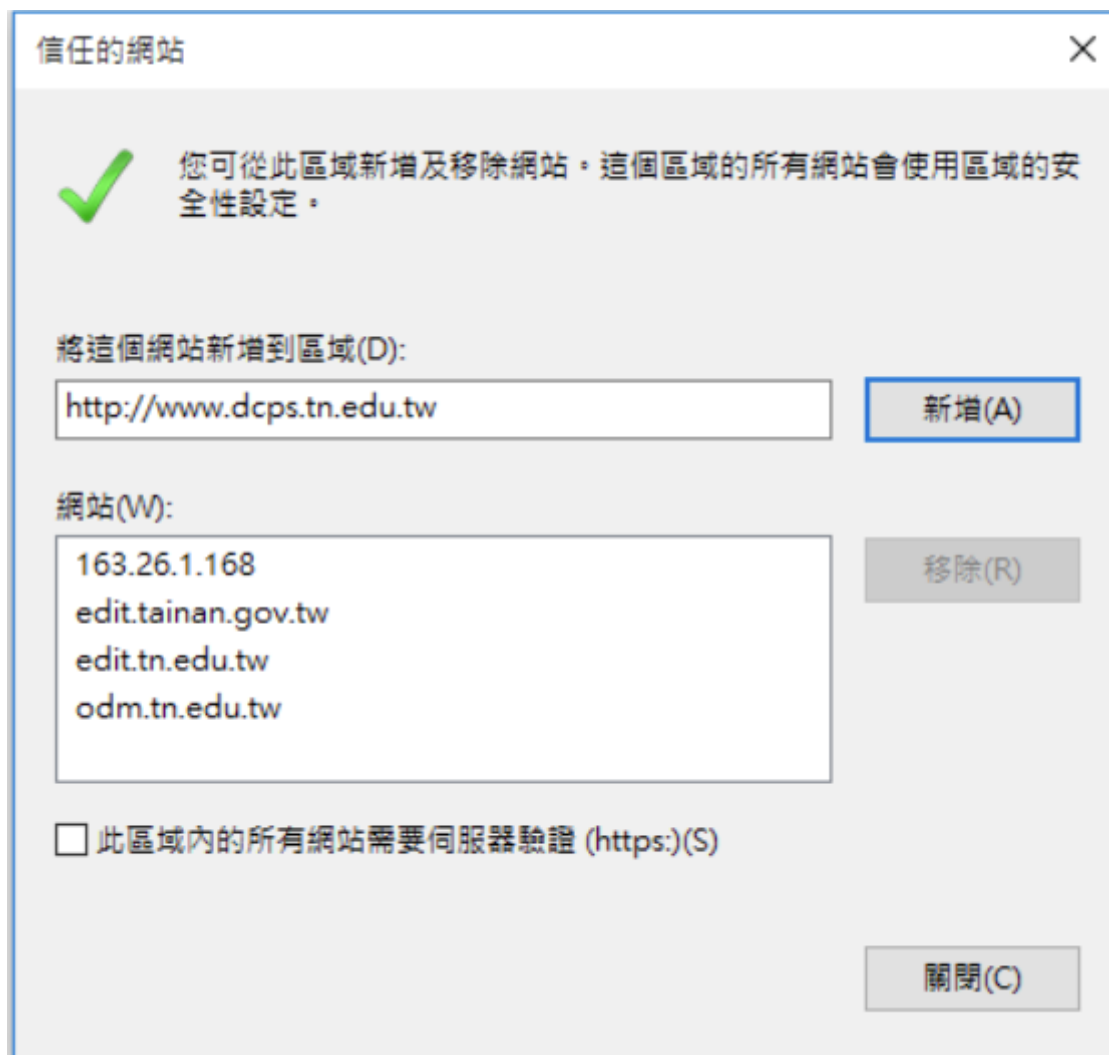 信任的網站
您可從此區域新增及移除網站。這個區域的所有網站會使用區域的安
全性設定。
將這個網站新增到區域(D):
http://www.dcps.tn.edu.tw
新增(A)
網站(W):
163.26.1.168
edit.tainan.gov.tw
edit.tn.edu.tw
odm.tn.edu.tw
移除(R)
此區域內的所有網站需要伺服器驗證 (https:)(S)
關閉(C)